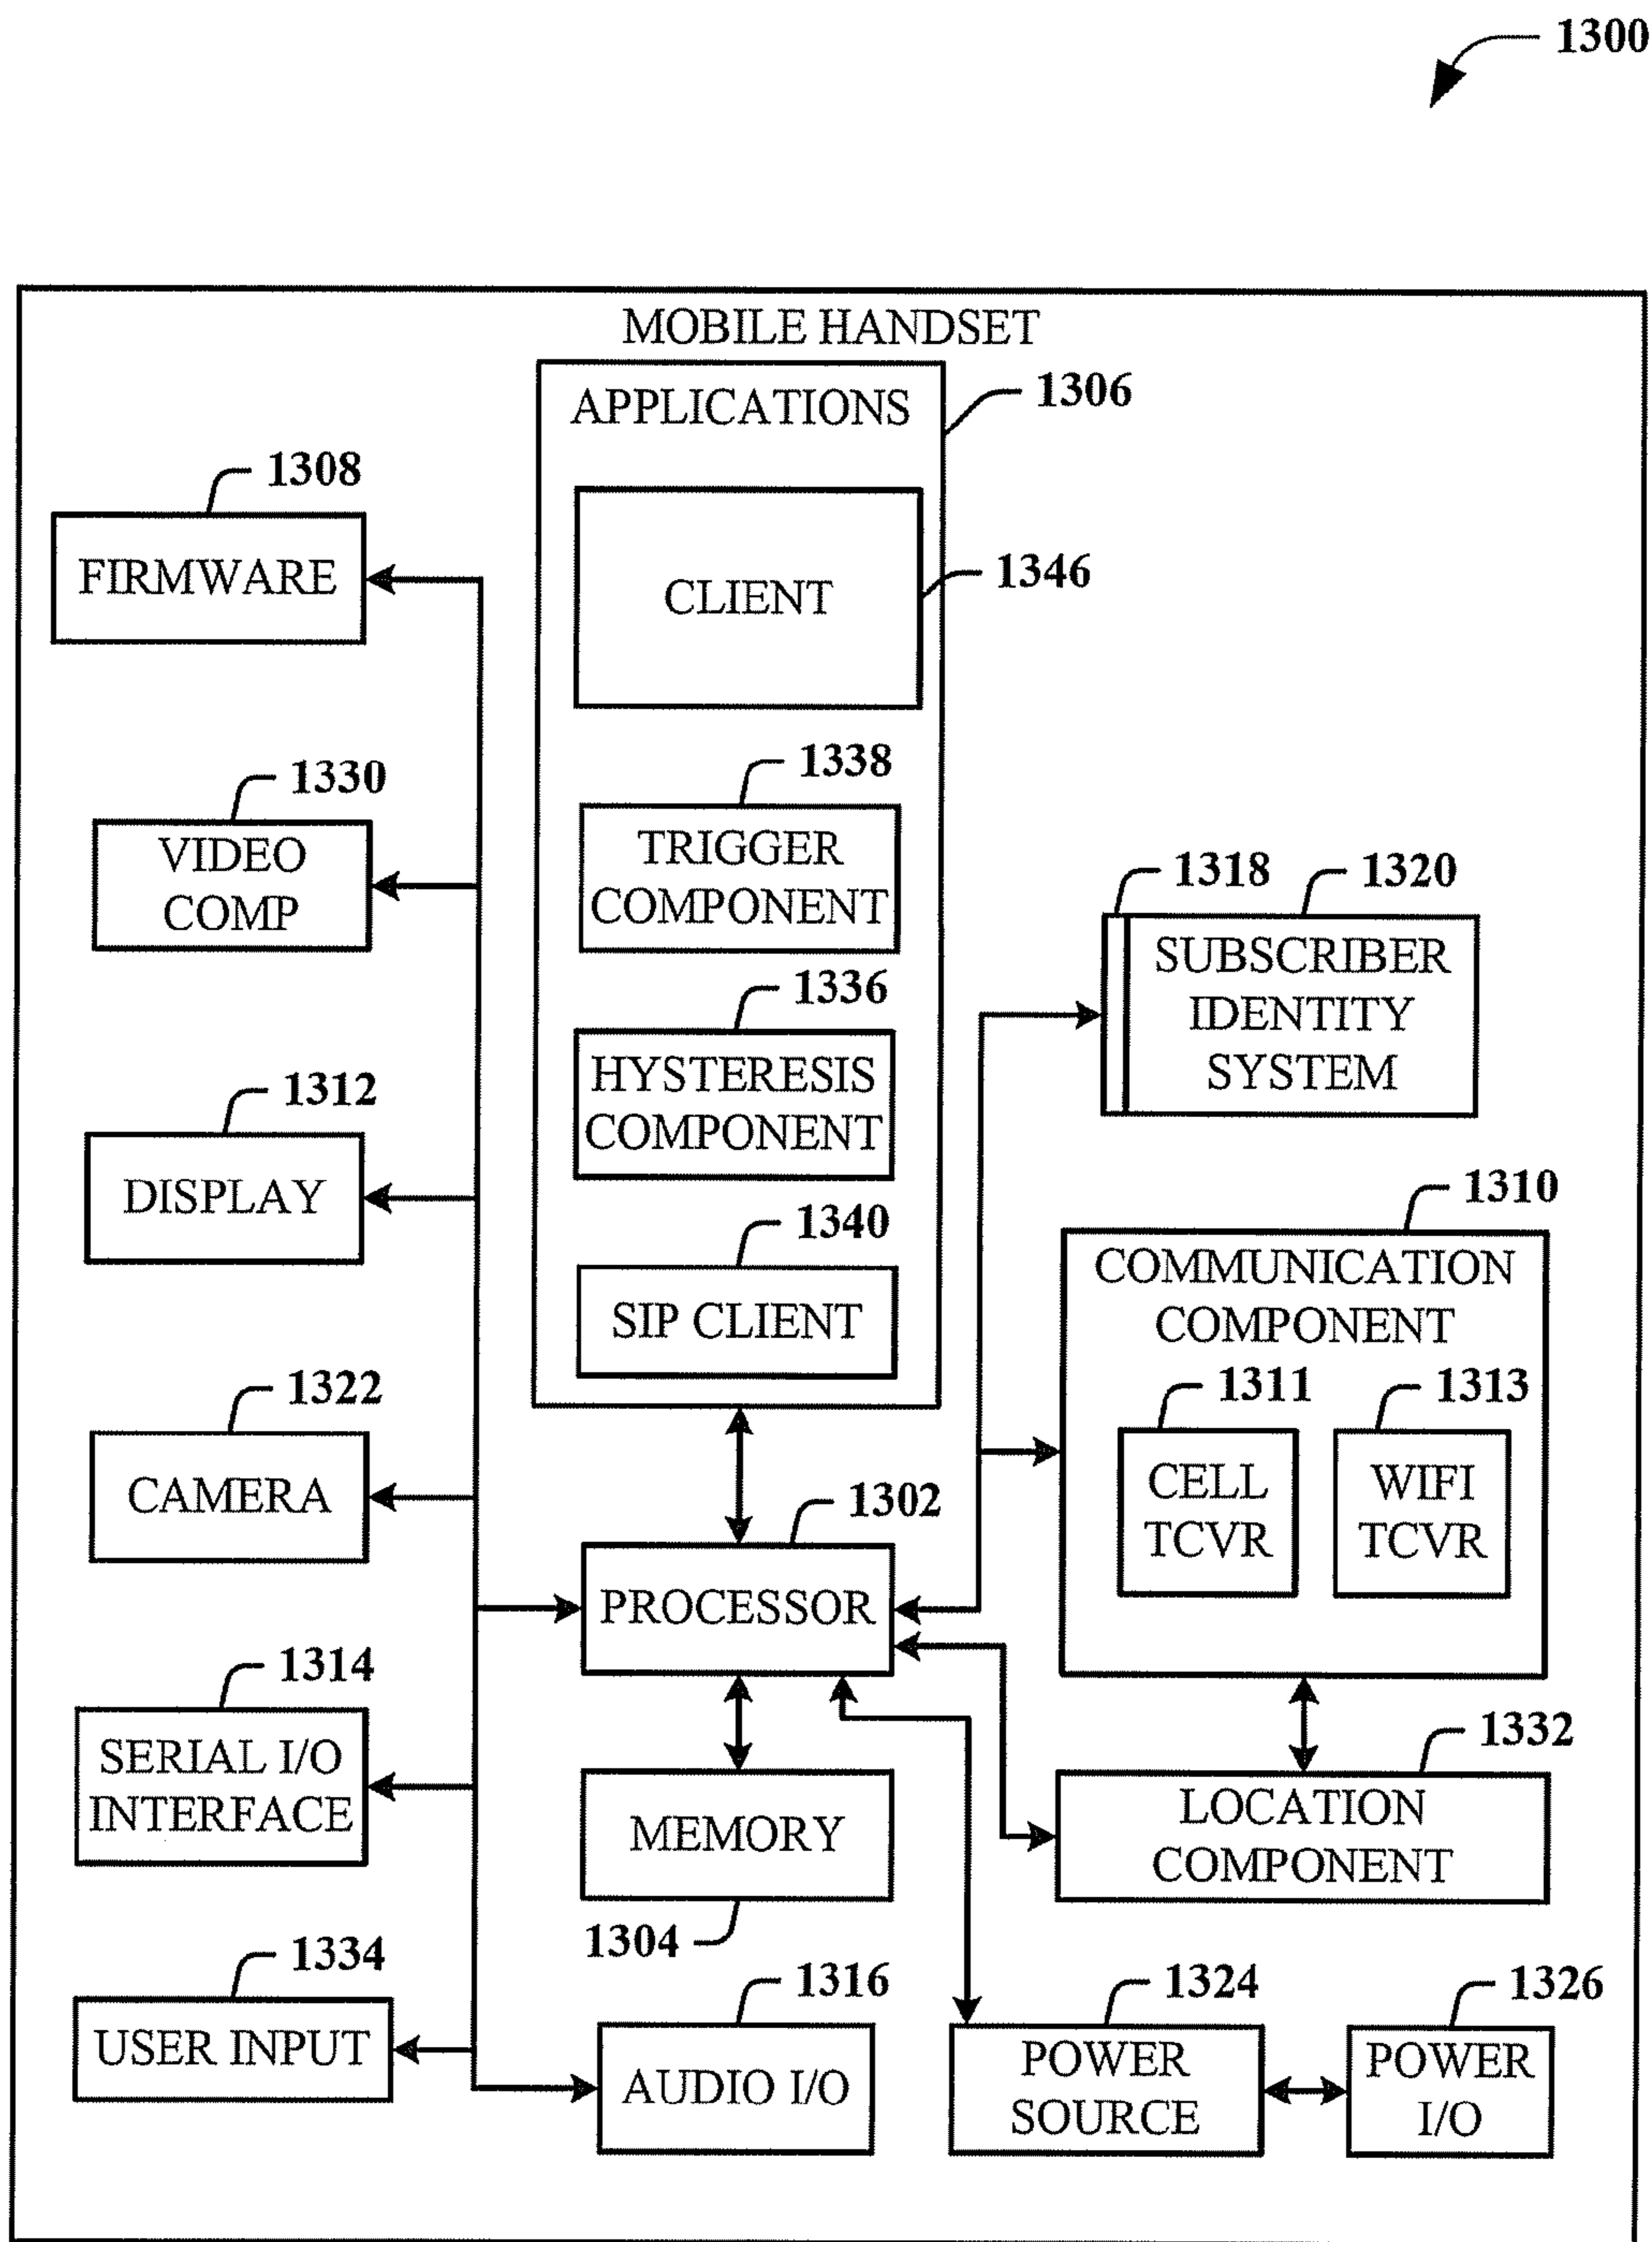 1300
MOBILE HANDSET
APPLICATIONS
1306
1308
FIRMWARE
CLIENT
1346
1330
VIDEO
COMP
1338
TRIGGER
COMPONENT
1318
1320
SUBSCRIBER
IDENTITY
SYSTEM
1336
HYSTERESIS
COMPONENT
1312
DISPLAY
1340
SIP CLIENT
1310
COMMUNICATION
COMPONENT
1311
1313
CELL
TCVR
WIFI
TCVR
1322
CAMERA
1302
PROCESSOR
1314
SERIAL I/O
INTERFACE
MEMORY
1304
1332
LOCATION
COMPONENT
1334
USER INPUT
1316
AUDIO I/O
1324
POWER
SOURCE
1326
POWER
I/O